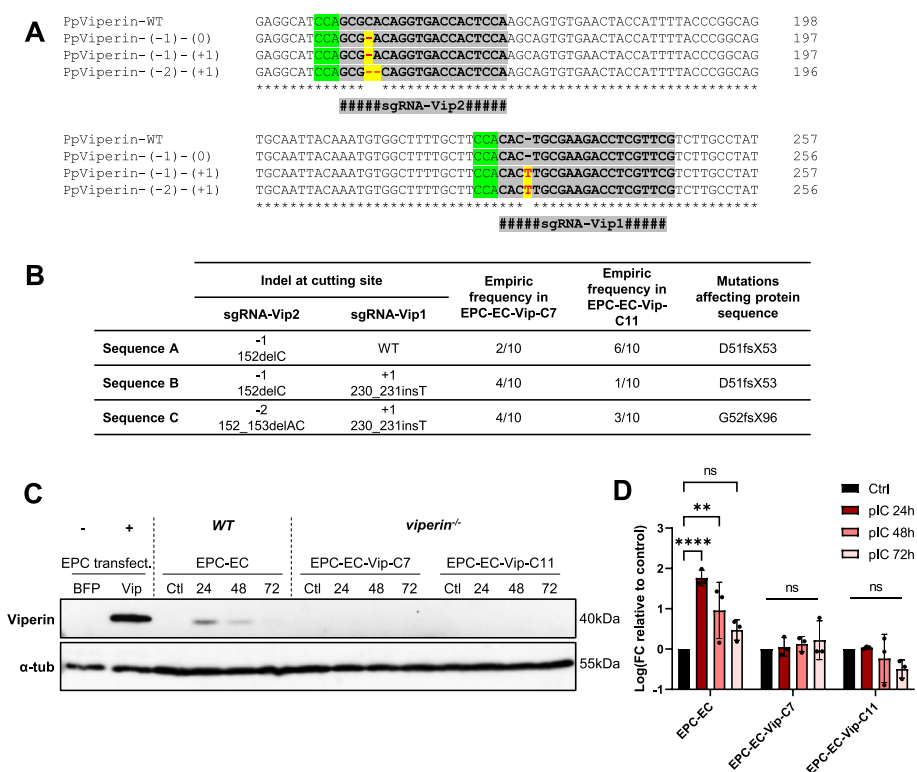 A
PpViperin-WT GAGGCATCCAGCGCACAGGTGACCACTCCAAGCAGTGTGAACTACCATTTTACCCGGCAG 198
PpViperin-(-1)-(0) GAGGCATCCAGCG-ACAGGTGACCACTCCAAGCAGTGTGAACTACCATTTTACCCGGCAG 197
PpViperin-(-1)-(+1) GAGGCATCCAGCG-ACAGGTGACCACTCCAAGCAGTGTGAACTACCATTTTACCCGGCAG 197
PpViperin-(-2)-(+1) GAGGCATCCAGCG--CAGGTGACCACTCCAAGCAGTGTGAACTACCATTTTACCCGGCAG 196
************* *********************************************
#####sgRNA-Vip2#####
PpViperin-WT TGCAATTACAAATGTGGCTTTTGCTTCCACAC-TGCGAAGACCTCGTTCGTCTTGCCTAT 257
PpViperin-(-1)-(0) TGCAATTACAAATGTGGCTTTTGCTTCCACAC-TGCGAAGACCTCGTTCGTCTTGCCTAT 256
PpViperin-(-1)-(+1) TGCAATTACAAATGTGGCTTTTGCTTCCACACTTGCGAAGACCTCGTTCGTCTTGCCTAT 257
PpViperin-(-2)-(+1) TGCAATTACAAATGTGGCTTTTGCTTCCACACTTGCGAAGACCTCGTTCGTCTTGCCTAT 256
******************************** ***************************
#####sgRNA-Vip1#####
B
Indel at cutting site
sgRNA-Vip2 sgRNA-Vip1
Empiric frequency in EPC-EC-Vip-C7
Empiric frequency in EPC-EC-Vip-C11
Mutations affecting protein sequence
Sequence A -1 152delC WT 2/10 6/10 D51fsX53
Sequence B -1 152delC +1 230_231insT 4/10 1/10 D51fsX53
Sequence C -2 152_153delAC +1 230_231insT 4/10 3/10 G52fsX96
C
- + WT viperin-/-
EPC transfect. EPC-EC EPC-EC-Vip-C7 EPC-EC-Vip-C11
BFP Vip Ctl 24 48 72 Ctl 24 48 72 Ctl 24 48 72
Viperin 40kDa
α-tub 55kDa
D
Ctrl
pIC 24h
pIC 48h
pIC 72h
ns
**
****
ns
ns
Log(FC relative to control)
3
2
1
0
-1
EPC-EC
EPC-EC-Vip-C7
EPC-EC-Vip-C11